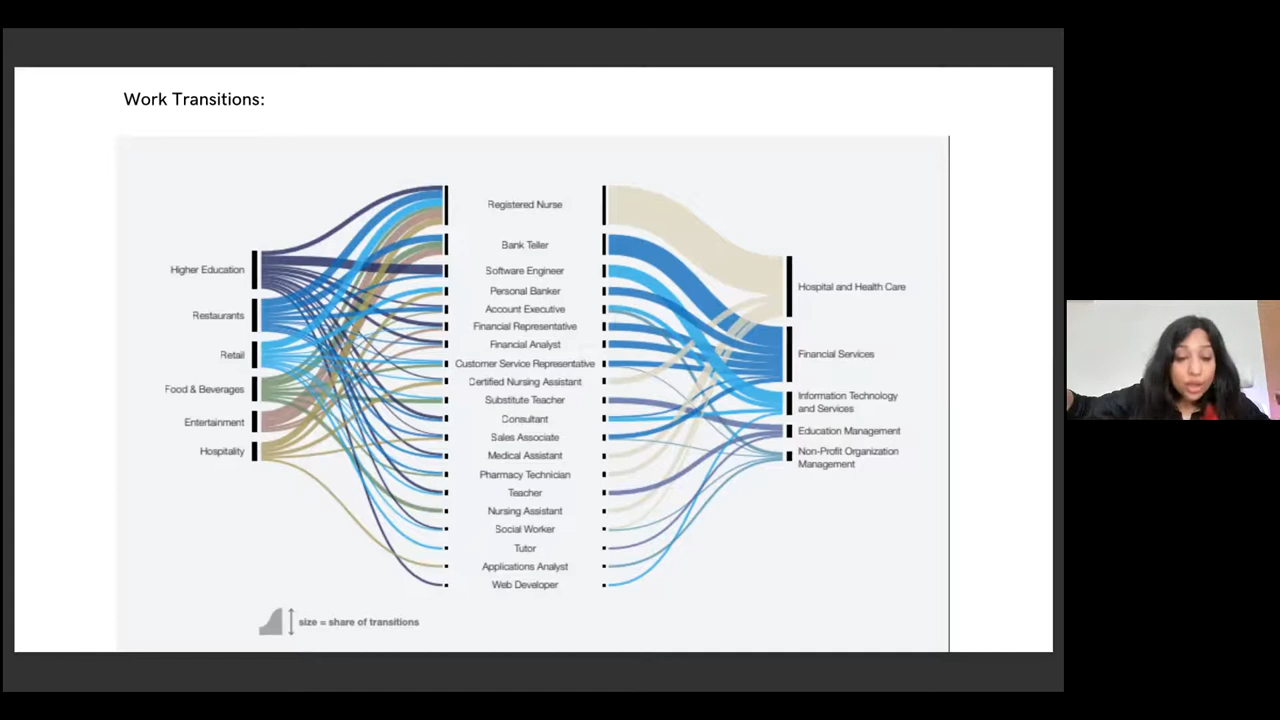 Work Transitions:
Higher Education
Restaurants
Retail
Food & Beverages
Entertainment
Hospitality
Registered Nurse
Bank Teller
Software Engineer
Personal Banker
Account Executive
Financial Representative
Financial Analyst
Customer Service Representative
Certified Nursing Assistant
Substitute Teacher
Consultant
Sales Associate
Medical Assistant
Pharmacy Technician
Teacher
Nursing Assistant
Social Worker
Tutor
Applications Analyst
Web Developer
Hospital and Health Care
Financial Services
Information Technology
and Services
Education Management
Non-Profit Organization
Management
size = share of transitions